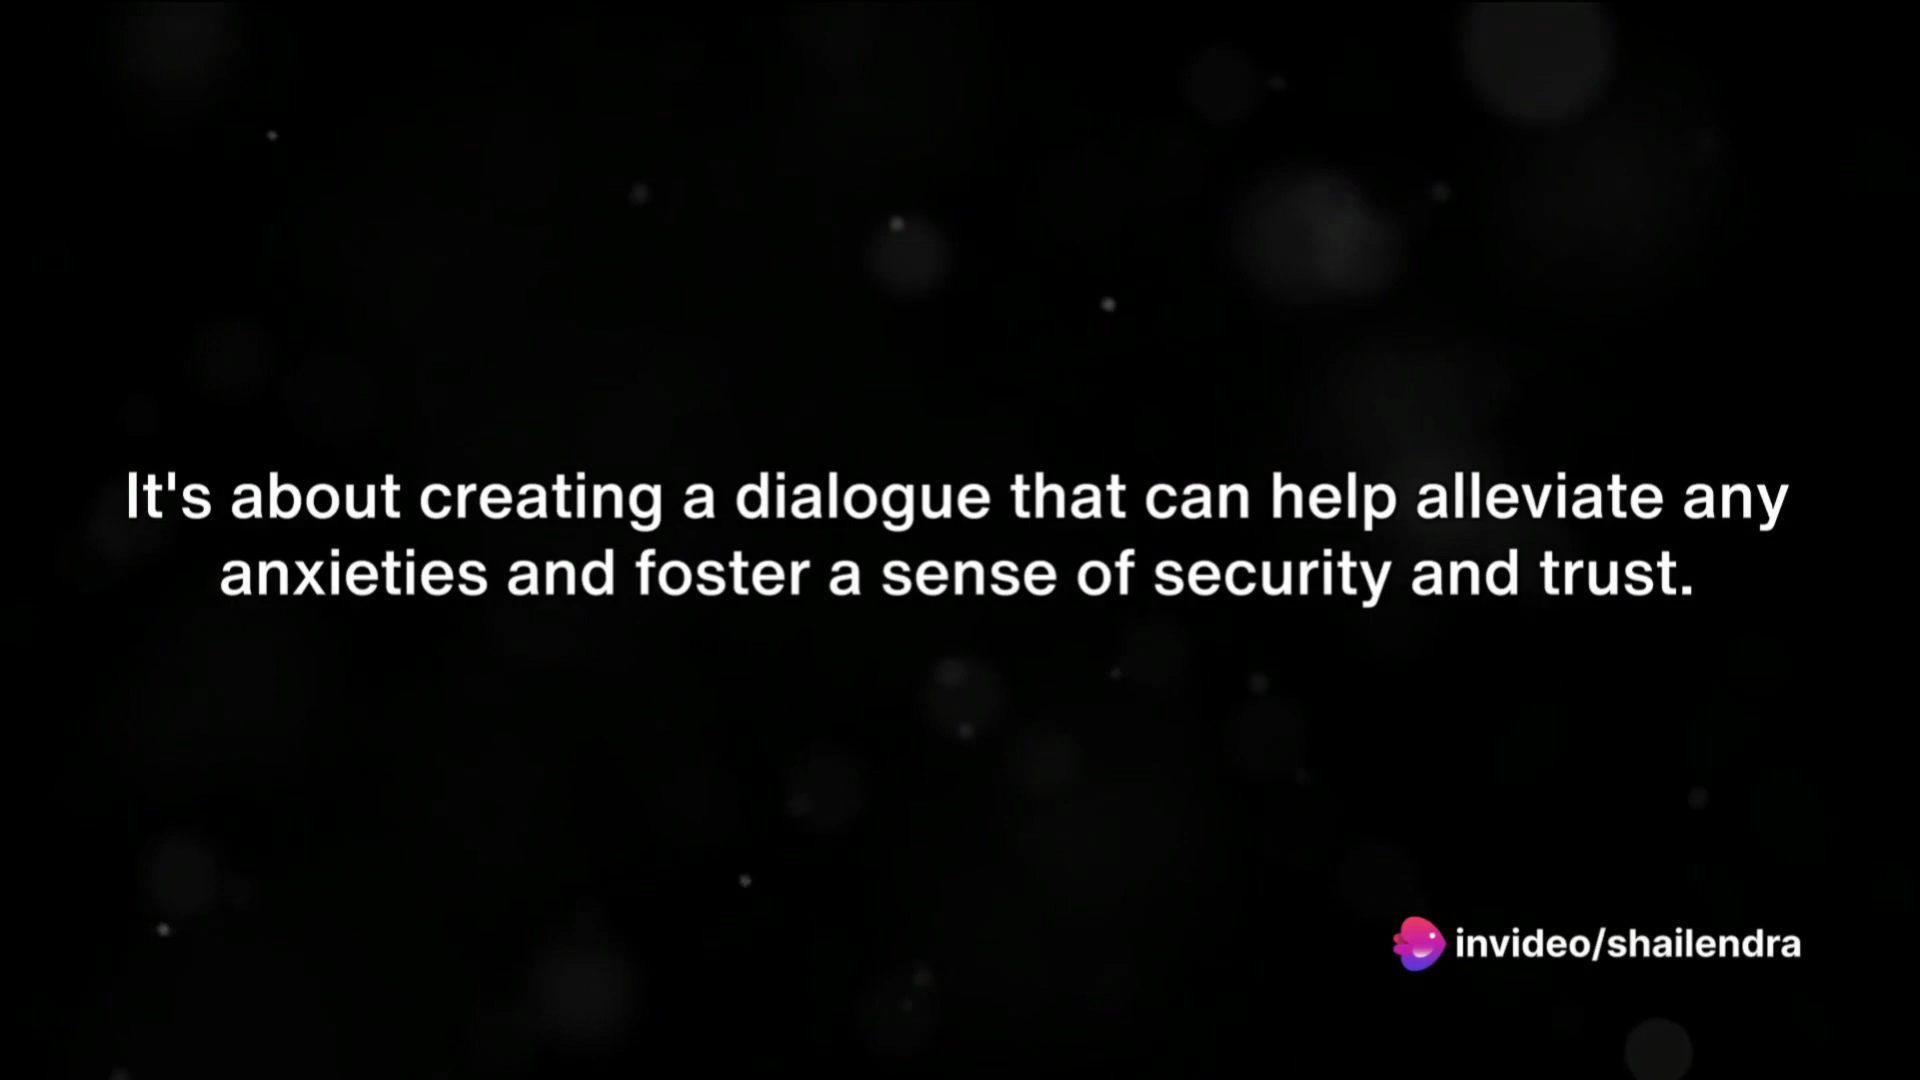 It's about creating a dialogue that can help alleviate any
anxieties and foster a sense of security and trust.
invideo/shailendra